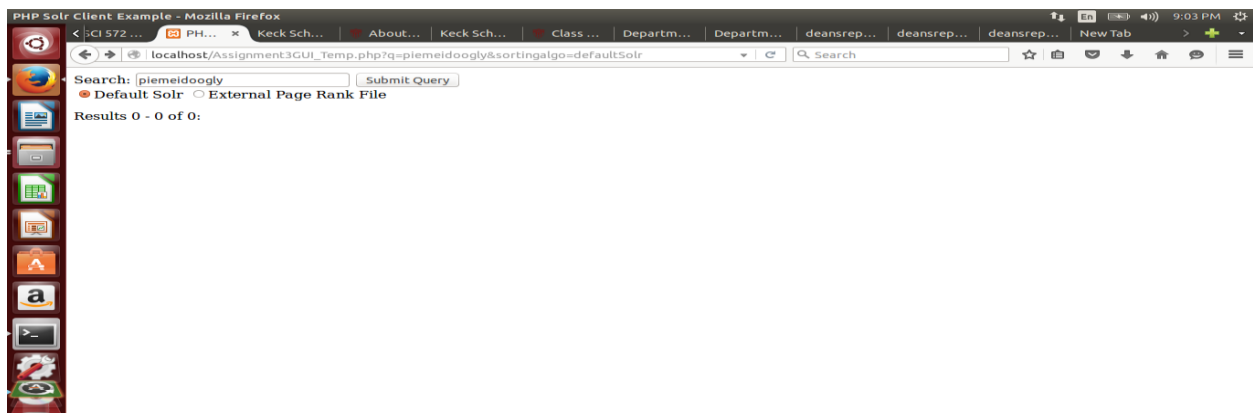 PHP Solr Client Example - Mozilla Firefox En 9:03 PM
SCI 572 ... PH... × Keck Sch... About... Keck Sch... Class ... Departm... Departm... deansrep... deansrep... deansrep... New Tab
localhost/Assignment3GUI_Temp.php?q=piemeidoogly&sortingalgo=defaultSolr Search
Search: piemeidoogly Submit Query
Default Solr External Page Rank File
Results 0 - 0 of 0: